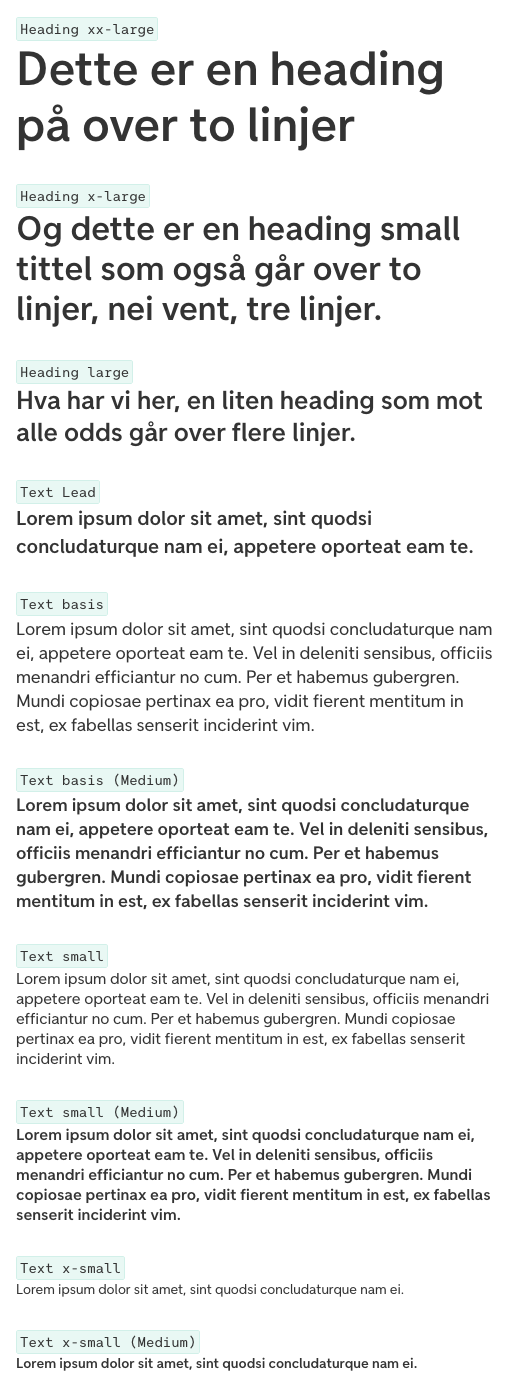 Heading xx-large
Dette er en heading
på over to linjer
Heading x-large
Og dette er en heading small
tittel som også går over to
linjer, nei vent, tre linjer.
Heading large
Hva har vi her, en liten heading som mot
alle odds går over flere linjer.
Text Lead
Lorem ipsum dolor sit amet, sint quodsi
concludaturque nam ei, appetere oporteat eam te.
Text basis
Lorem ipsum dolor sit amet, sint quodsi concludaturque nam
ei, appetere oporteat eam te. Vel in deleniti sensibus, officiis
menandri efficiantur no cum. Per et habemus gubergren.
Mundi copiosae pertinax ea pro, vidit fierent mentitum in
est, ex fabellas senserit inciderint vim.
Text basis (Medium)
Lorem ipsum dolor sit amet, sint quodsi concludaturque
nam ei, appetere oporteat eam te. Vel in deleniti sensibus,
officiis menandri efficiantur no cum. Per et habemus
gubergren. Mundi copiosae pertinax ea pro, vidit fierent
mentitum in est, ex fabellas senserit inciderint vim.
Text small
Lorem ipsum dolor sit amet, sint quodsi concludaturque nam ei,
appetere oporteat eam te. Vel in deleniti sensibus, officiis menandri
efficiantur no cum. Per et habemus gubergren. Mundi copiosae
pertinax ea pro, vidit fierent mentitum in est, ex fabellas senserit
inciderint vim.
Text small (Medium)
Lorem ipsum dolor sit amet, sint quodsi concludaturque nam ei,
appetere oporteat eam te. Vel in deleniti sensibus, officiis
menandri efficiantur no cum. Per et habemus gubergren. Mundi
copiosae pertinax ea pro, vidit fierent mentitum in est, ex fabellas
senserit inciderint vim.
Text x-small
Lorem ipsum dolor sit amet, sint quodsi concludaturque nam ei.
Text x-small (Medium)
Lorem ipsum dolor sit amet, sint quodsi concludaturque nam ei.